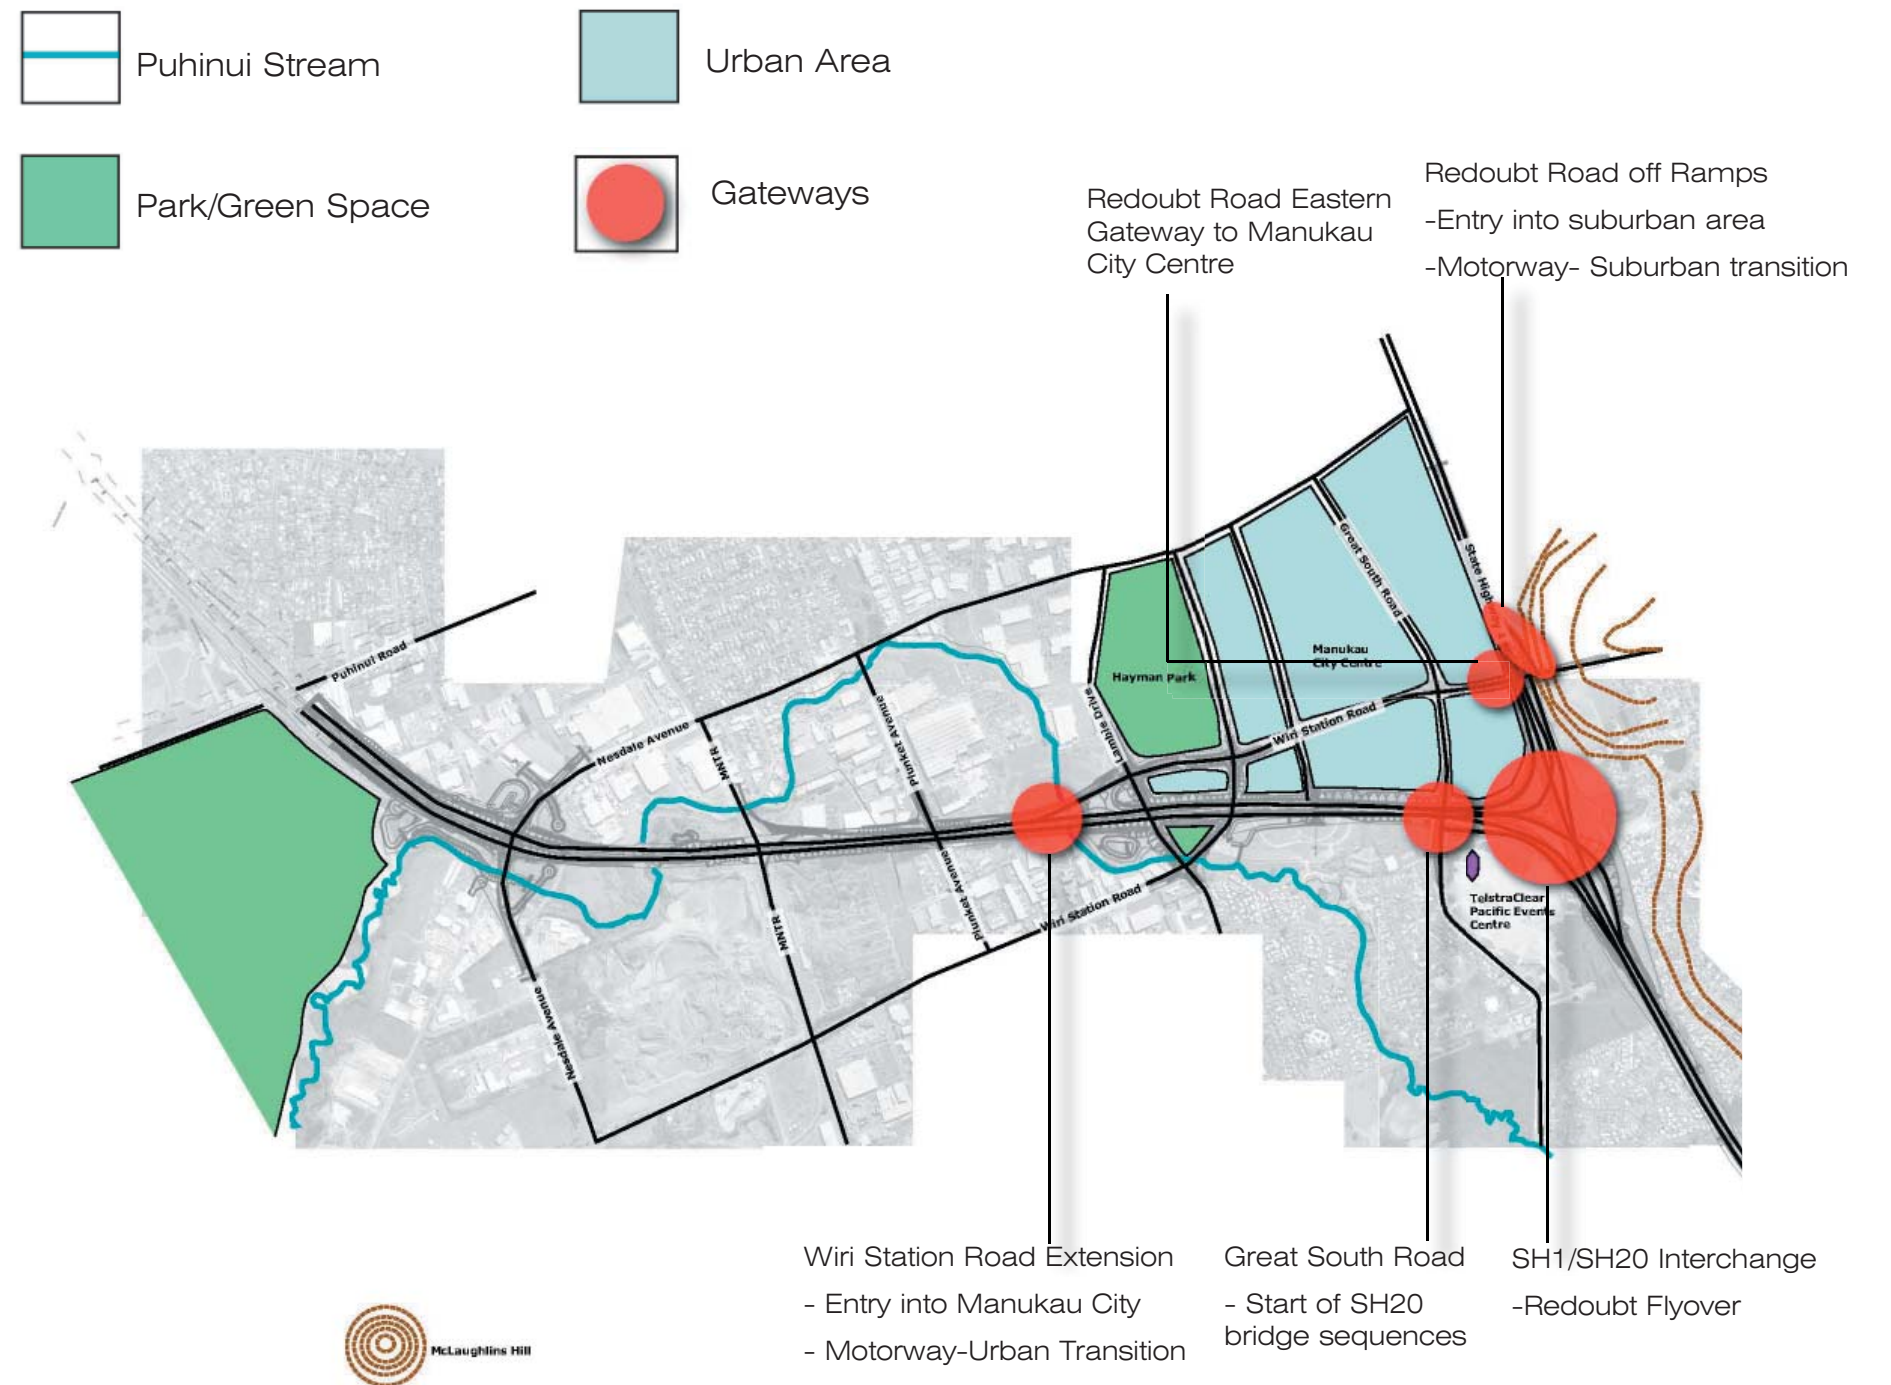 Puhinui Stream
Urban Area
Park/Green Space
Gateways
Redoubt Road Eastern
Gateway to Manukau
City Centre
Redoubt Road off Ramps
-Entry into suburban area
-Motorway- Suburban transition
Puhinui Road
Nesdale Avenue
MNTR
Plunket Avenue
Lambie Drive
Hayman Park
Great South Road
State High
Manukau
City Centre
Wiri Station Road
Nesdale Avenue
MNTR
Plunket Avenue
Wiri Station Road
TelstraClear
Pacific Events
Centre
Wiri Station Road Extension
- Entry into Manukau City
- Motorway-Urban Transition
Great South Road
- Start of SH20
bridge sequences
SH1/SH20 Interchange
-Redoubt Flyover
McLaughlins Hill